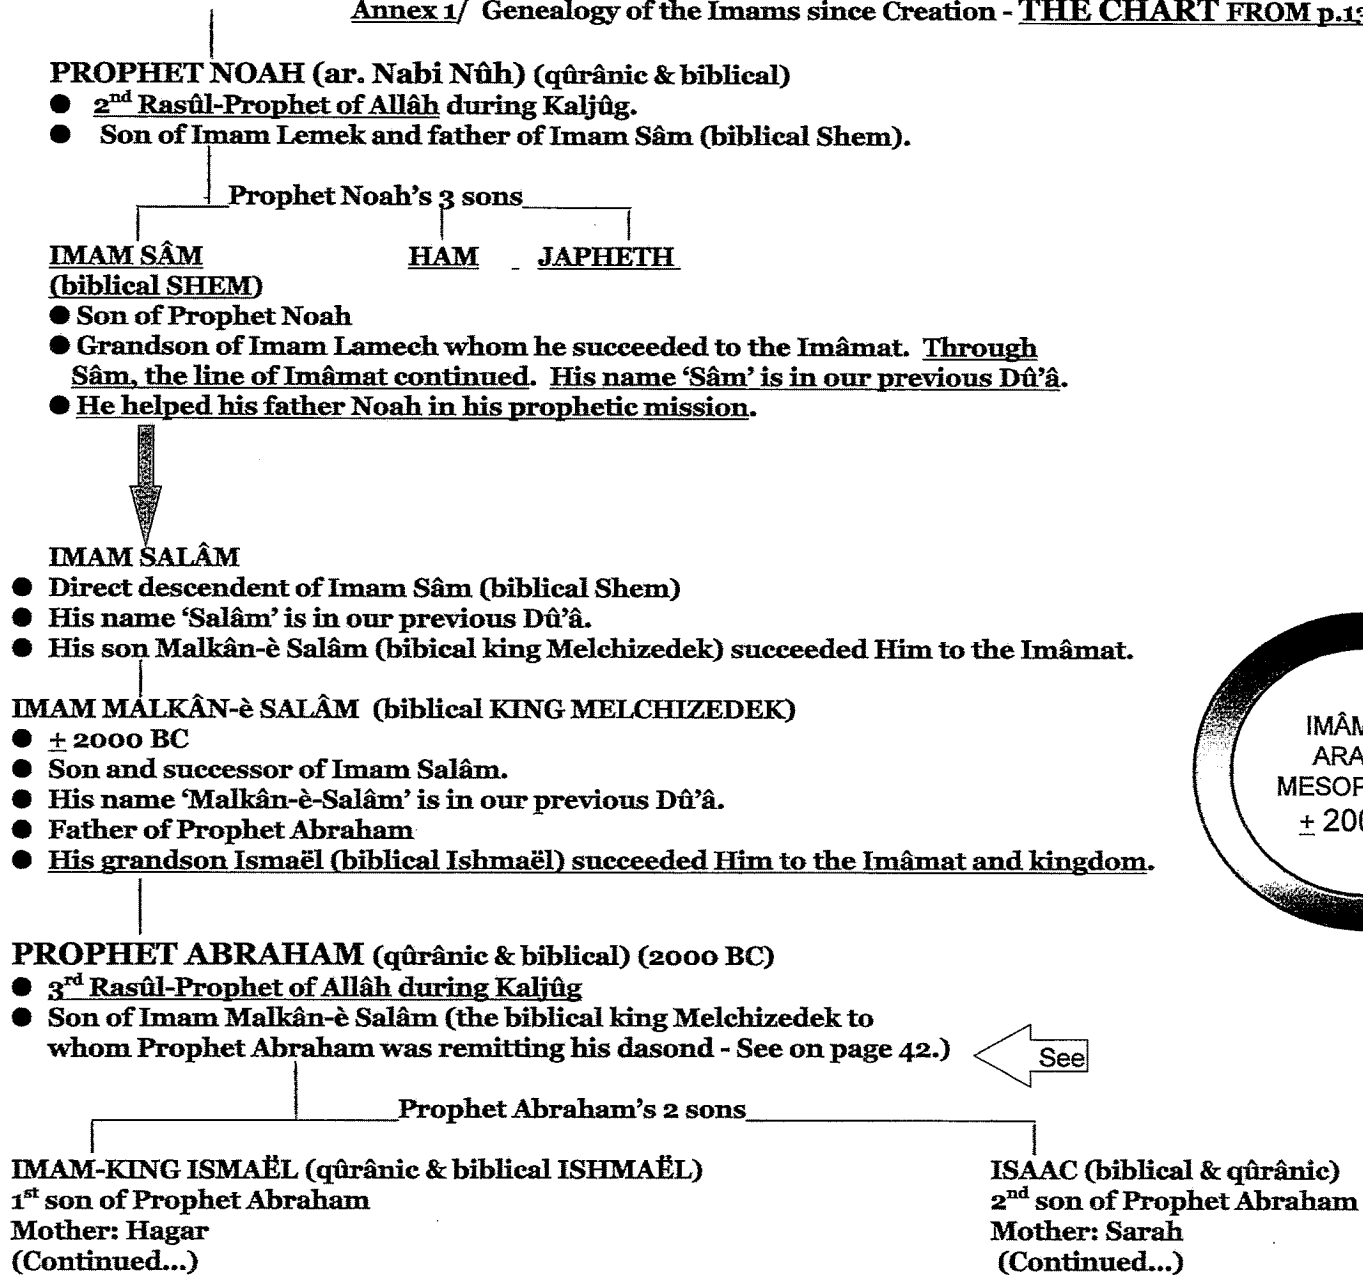 Annex 1/ Genealogy of the Imams since Creation - THE CHART FROM p.13
PROPHET NOAH (ar. Nabi Nûh) (qûrânic & biblical)
● 2nd Rasûl-Prophet of Allâh during Kaljûg.
● Son of Imam Lemek and father of Imam Sâm (biblical Shem).
Prophet Noah's 3 sons
IMAM SÂM HAM JAPHETH
(biblical SHEM)
● Son of Prophet Noah
● Grandson of Imam Lamech whom he succeeded to the Imâmat. Through
Sâm, the line of Imâmat continued. His name 'Sâm' is in our previous Dû'â.
● He helped his father Noah in his prophetic mission.
IMAM SALÂM
● Direct descendent of Imam Sâm (biblical Shem)
● His name 'Salâm' is in our previous Dû'â.
● His son Malkân-è Salâm (bibical king Melchizedek) succeeded Him to the Imâmat.
IMAM MALKÂN-è SALÂM (biblical KING MELCHIZEDEK)
● ± 2000 BC
● Son and successor of Imam Salâm.
● His name 'Malkân-è-Salâm' is in our previous Dû'â.
● Father of Prophet Abraham
● His grandson Ismaël (biblical Ishmaël) succeeded Him to the Imâmat and kingdom.
IMÂM
ARA
MESOP
± 200
PROPHET ABRAHAM (qûrânic & biblical) (2000 BC)
● 3rd Rasûl-Prophet of Allâh during Kaljûg
● Son of Imam Malkân-è Salâm (the biblical king Melchizedek to
whom Prophet Abraham was remitting his dasond - See on page 42.)
See
Prophet Abraham's 2 sons
IMAM-KING ISMAËL (qûrânic & biblical ISHMAËL)
1st son of Prophet Abraham
Mother: Hagar
(Continued...)
ISAAC (biblical & qûrânic)
2nd son of Prophet Abraham
Mother: Sarah
(Continued...)